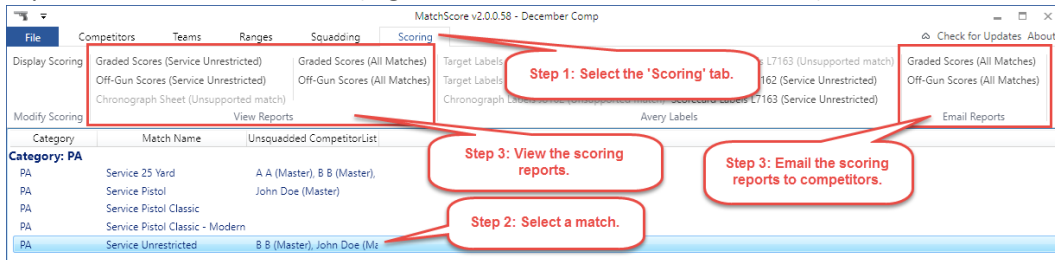 MatchScore v2.0.0.58 - December Comp
File Competitors Teams Ranges Squadding Scoring Check for Updates About
Display Scoring Graded Scores (Service Unrestricted) Graded Scores (All Matches) Target Labels L7163 (Unsupported match) Graded Scores (All Matches)
Off-Gun Scores (Service Unrestricted) Off-Gun Scores (All Matches) Target Labels 162 (Service Unrestricted) Off-Gun Scores (All Matches)
Chronograph Sheet (Unsupported match) Chronograph Labels (Unsupported match) Scorecard Labels L7163 (Service Unrestricted)
Modify Scoring View Reports Avery Labels Email Reports
Step 1: Select the 'Scoring' tab.
Category Match Name Unsquadded CompetitorList
Category: PA
PA Service 25 Yard A A (Master), B B (Master),
PA Service Pistol John Doe (Master)
PA Service Pistol Classic
PA Service Pistol Classic - Modern
PA Service Unrestricted B B (Master), John Doe (Ma
Step 3: View the scoring
reports.
Step 3: Email the scoring
reports to competitors.
Step 2: Select a match.